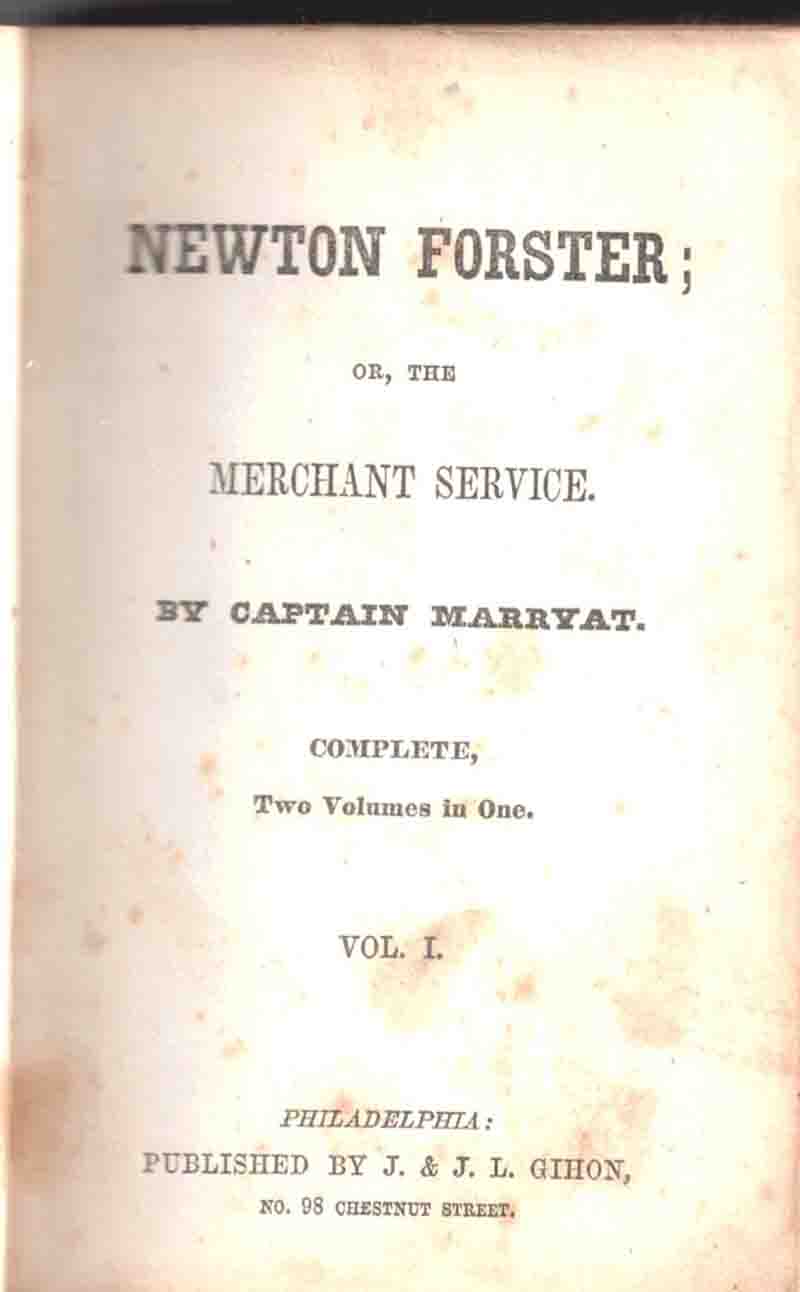 NEWTON FORSTER;
OR, THE
MERCHANT SERVICE.
BY CAPTAIN MARRYAT.
COMPLETE,
Two Volumes in One.
VOL. I.
PHILADELPHIA:
PUBLISHED BY J. & J. L. GIHON,
NO. 98 CHESTNUT STREET.